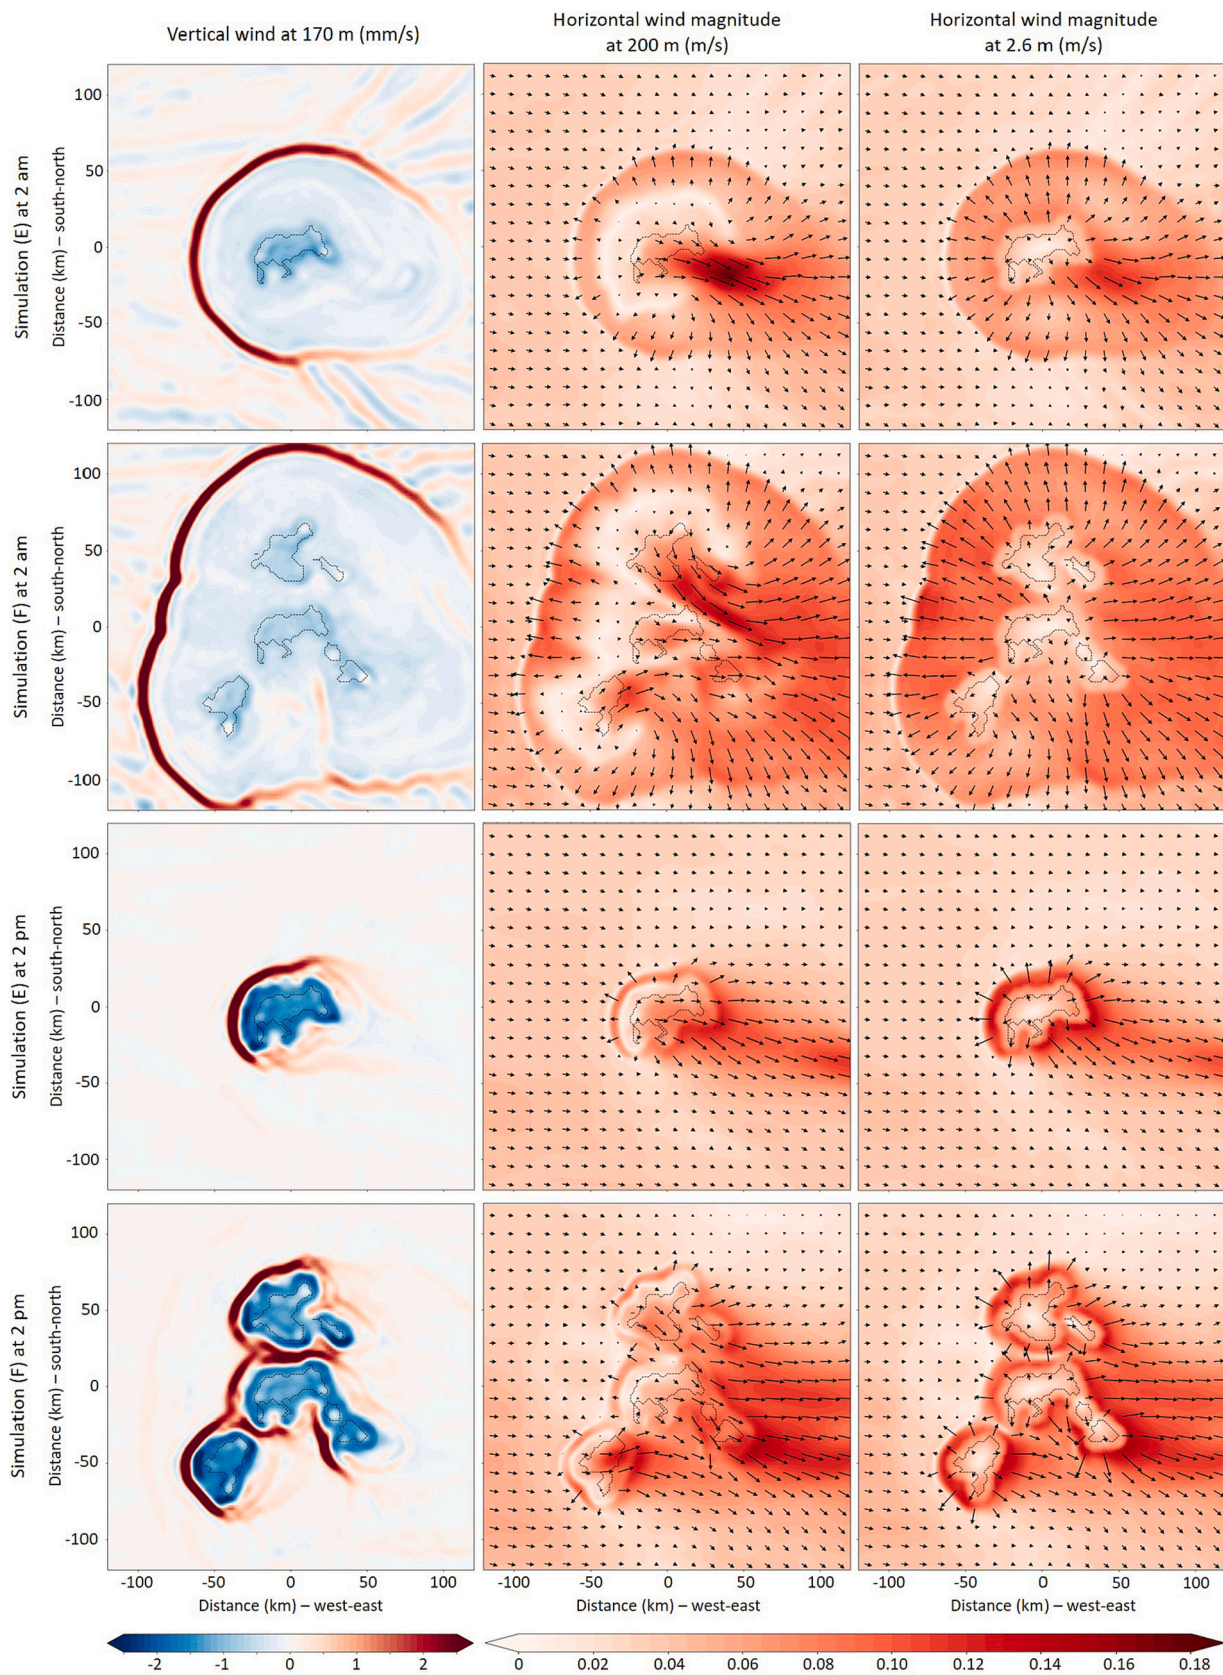 Vertical wind at 170 m (mm/s)
Horizontal wind magnitude
at 200 m (m/s)
Horizontal wind magnitude
at 2.6 m (m/s)
Simulation (E) at 2 am
Distance (km) – south-north
100
50
0
-50
-100
Simulation (F) at 2 am
Distance (km) – south-north
100
50
0
-50
-100
Simulation (E) at 2 pm
Distance (km) – south-north
100
50
0
-50
-100
Simulation (F) at 2 pm
Distance (km) – south-north
100
50
0
-50
-100
-100 -50 0 50 100 -100 -50 0 50 100 -100 -50 0 50 100
Distance (km) – west-east Distance (km) – west-east Distance (km) – west-east
-2 -1 0 1 2 0 0.02 0.04 0.06 0.08 0.10 0.12 0.14 0.16 0.18